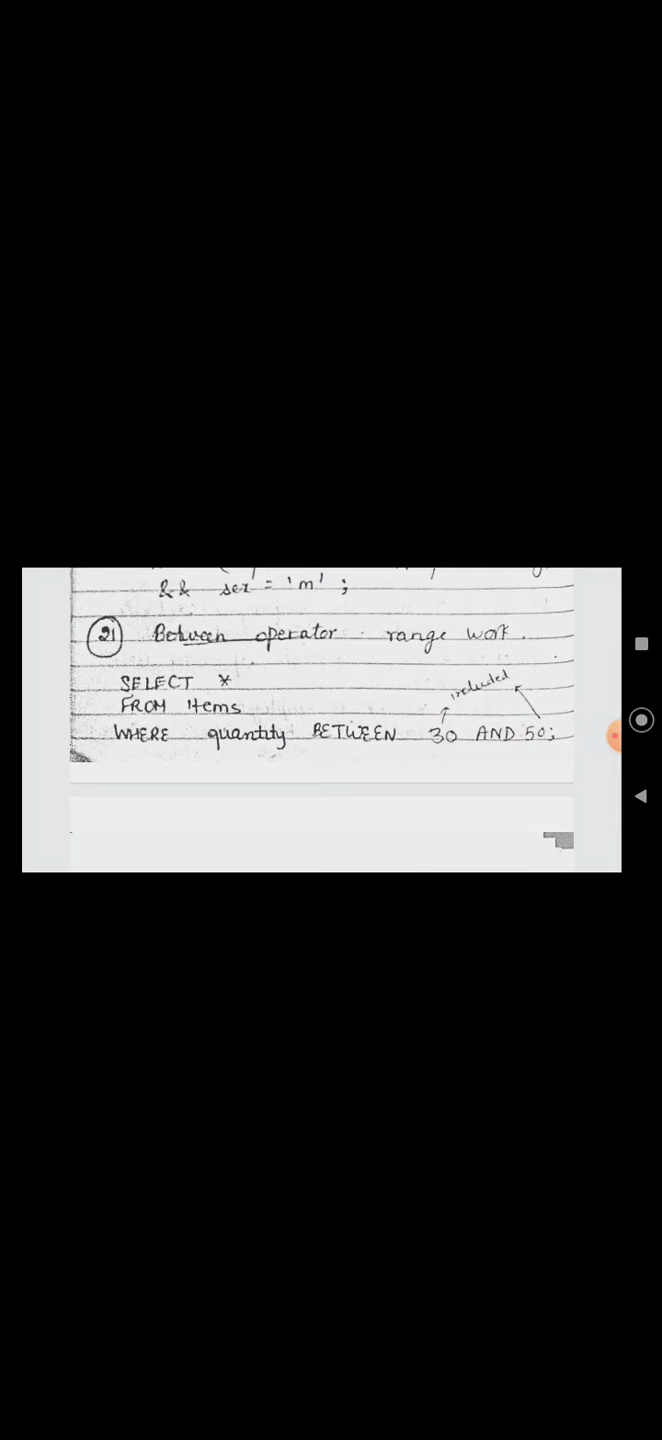 && sex = 'm' ;
21 Between operator range work.
SELECT *
included
FROM items
WHERE quantity BETWEEN 30 AND 50;